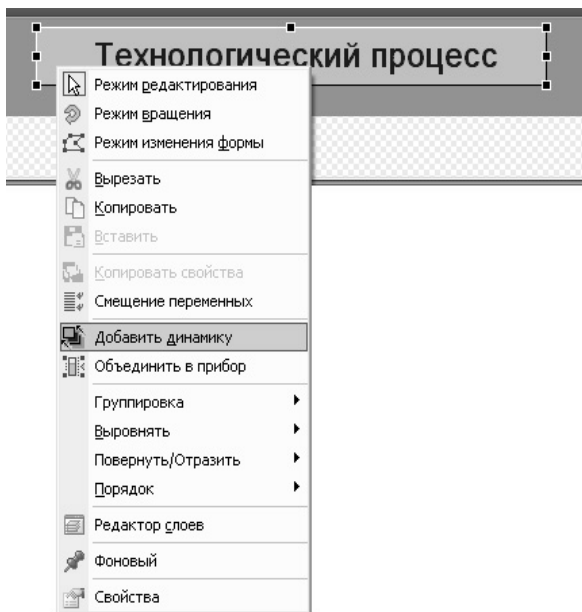 Технологический процесс
Режим редактирования
Режим вращения
Режим изменения формы
Вырезать
Копировать
Вставить
Копировать свойства
Смещение переменных
Добавить динамику
Объединить в прибор
Группировка
Выровнять
Повернуть/Отразить
Порядок
Редактор слоев
Фоновый
Свойства